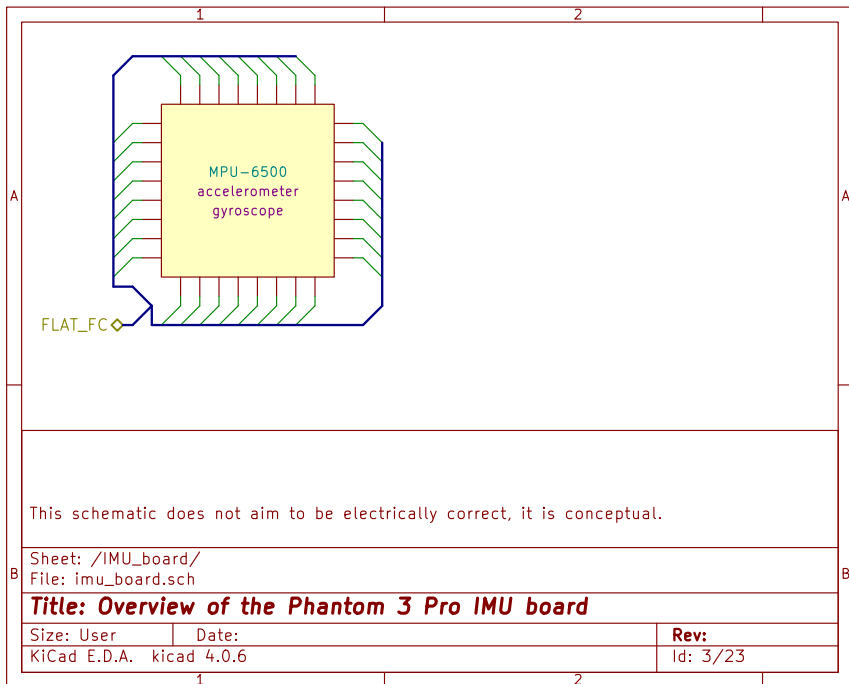 1 2
A A
MPU-6500
accelerometer
gyroscope
FLAT_FC
This schematic does not aim to be electrically correct, it is conceptual.
Sheet: /IMU_board/
File: imu_board.sch
B B
Title: Overview of the Phantom 3 Pro IMU board
Size: User Date: Rev:
KiCad E.D.A. kicad 4.0.6 Id: 3/23
1 2